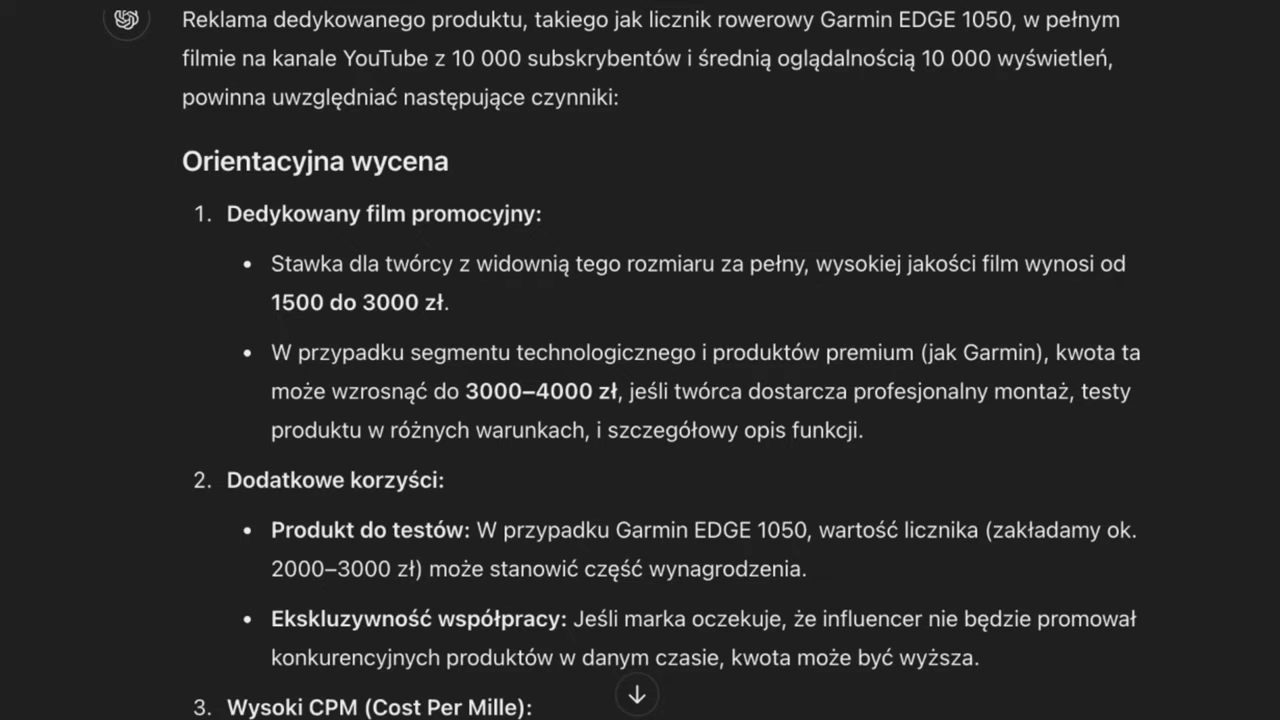 Reklama dedykowanego produktu, takiego jak licznik rowerowy Garmin EDGE 1050, w pełnym
filmie na kanale YouTube z 10 000 subskrybentów i średnią oglądalnością 10 000 wyświetleń,
powinna uwzględniać następujące czynniki:
Orientacyjna wycena
1. Dedykowany film promocyjny:
• Stawka dla twórcy z widownią tego rozmiaru za pełny, wysokiej jakości film wynosi od
1500 do 3000 zł.
• W przypadku segmentu technologicznego i produktów premium (jak Garmin), kwota ta
może wzrosnąć do 3000–4000 zł, jeśli twórca dostarcza profesjonalny montaż, testy
produktu w różnych warunkach, i szczegółowy opis funkcji.
2. Dodatkowe korzyści:
• Produkt do testów: W przypadku Garmin EDGE 1050, wartość licznika (zakładamy ok.
2000–3000 zł) może stanowić część wynagrodzenia.
• Ekskluzywność współpracy: Jeśli marka oczekuje, że influencer nie będzie promował
konkurencyjnych produktów w danym czasie, kwota może być wyższa.
3. Wysoki CPM (Cost Per Mille):